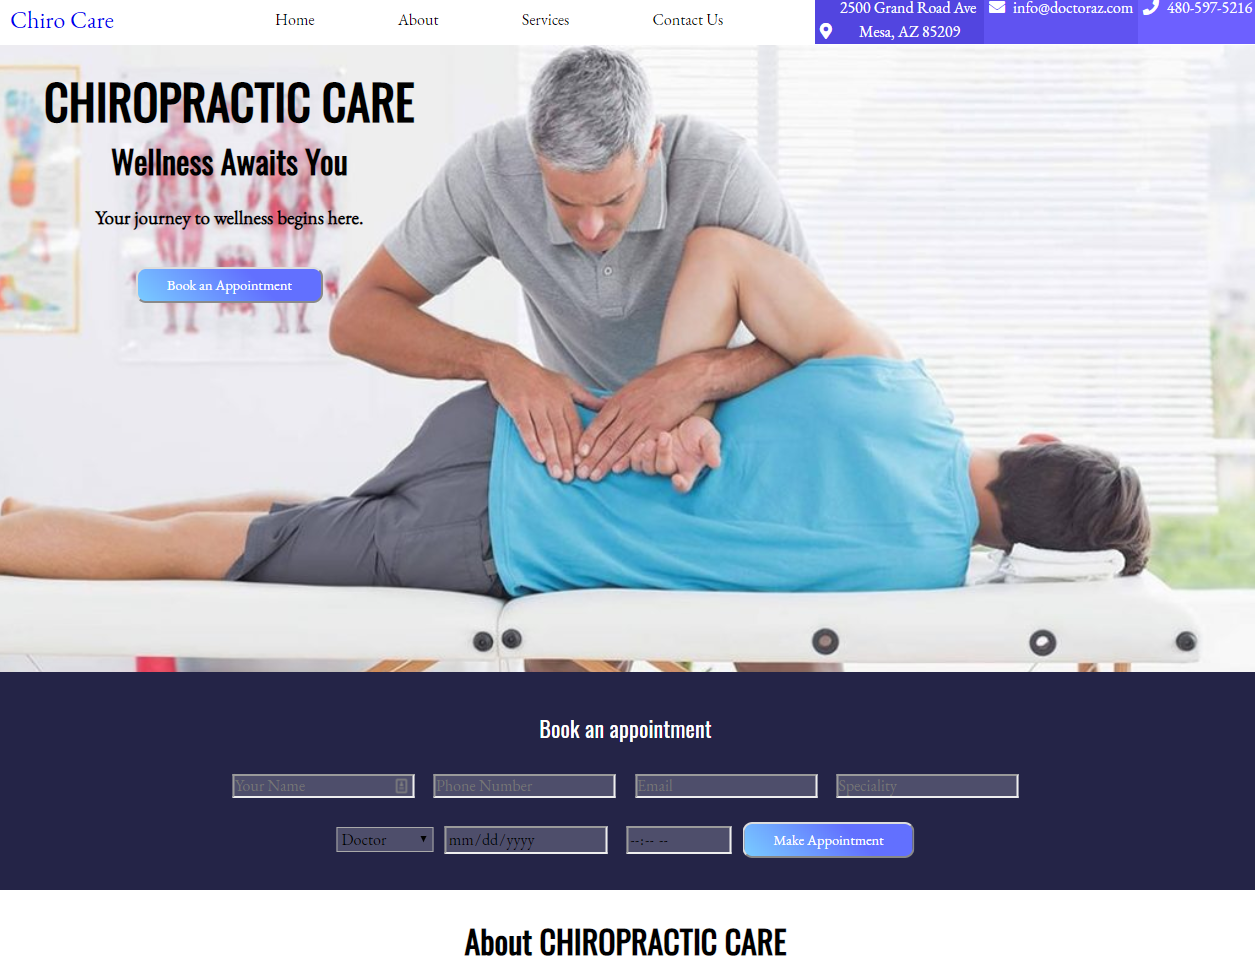 Chiro Care
Home
About
Services
Contact Us
2500 Grand Road Ave
Mesa, AZ 85209
info@doctoraz.com
480-597-5216
CHIROPRACTIC CARE
Wellness Awaits You
Your journey to wellness begins here.
Book an Appointment
Book an appointment
Your Name
Phone Number
Email
Speciality
Doctor
mm/dd/yyyy
--:-- --
Make Appointment
About CHIROPRACTIC CARE